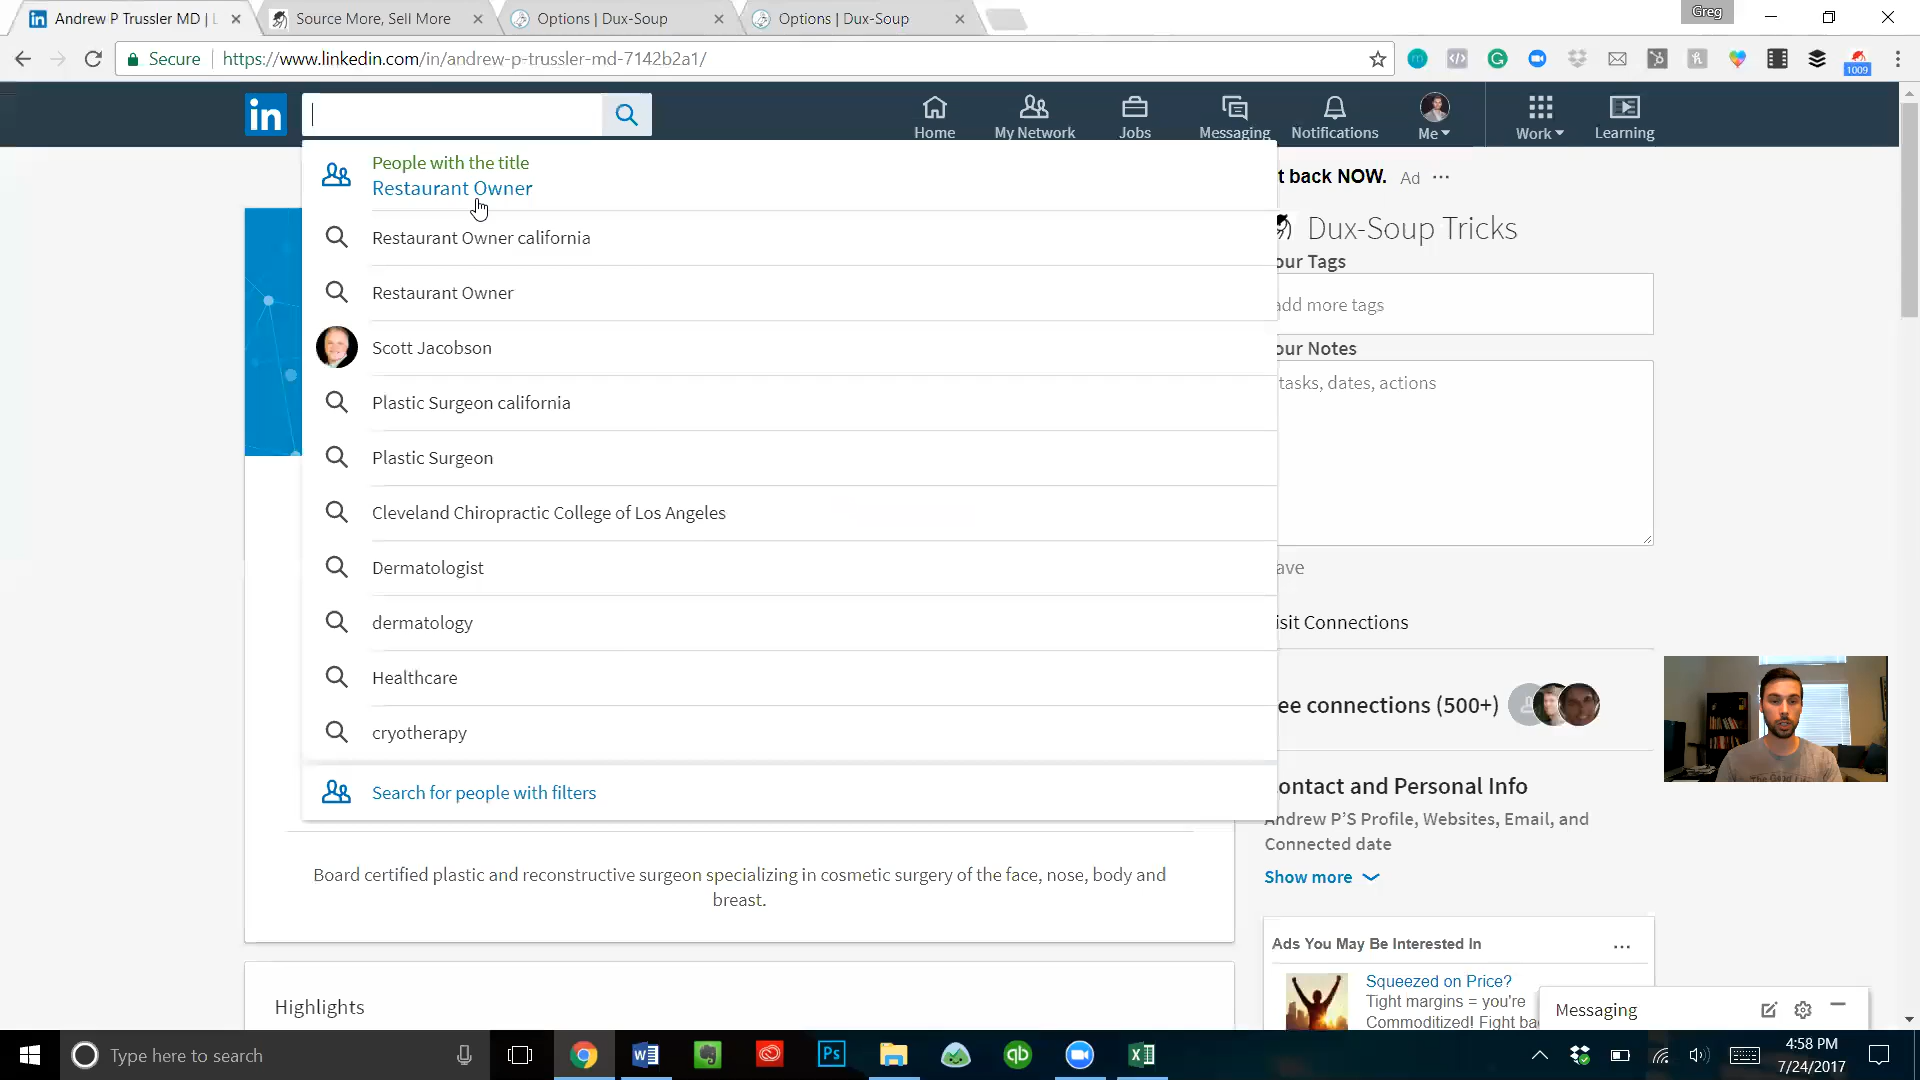 Andrew P Trussler MD | L
Source More, Sell More
Options | Dux-Soup
Options | Dux-Soup
Greg
Secure
https://www.linkedin.com/in/andrew-p-trussler-md-7142b2a1/
1009
in
Home
My Network
Jobs
Messaging
Notifications
Me
Work
Learning
People with the title
Restaurant Owner
Restaurant Owner california
Restaurant Owner
Scott Jacobson
Plastic Surgeon california
Plastic Surgeon
Cleveland Chiropractic College of Los Angeles
Dermatologist
dermatology
Healthcare
cryotherapy
Search for people with filters
t back NOW. Ad ···
Dux-Soup Tricks
our Tags
add more tags
our Notes
tasks, dates, actions
ave
isit Connections
ee connections (500+)
ontact and Personal Info
Andrew P'S Profile, Websites, Email, and
Connected date
Show more
Board certified plastic and reconstructive surgeon specializing in cosmetic surgery of the face, nose, body and
breast.
Highlights
Ads You May Be Interested In
Squeezed on Price?
Tight margins = you're
Commoditized! Fight ba
Messaging
Type here to search
Ps
qb
4:58 PM
7/24/2017